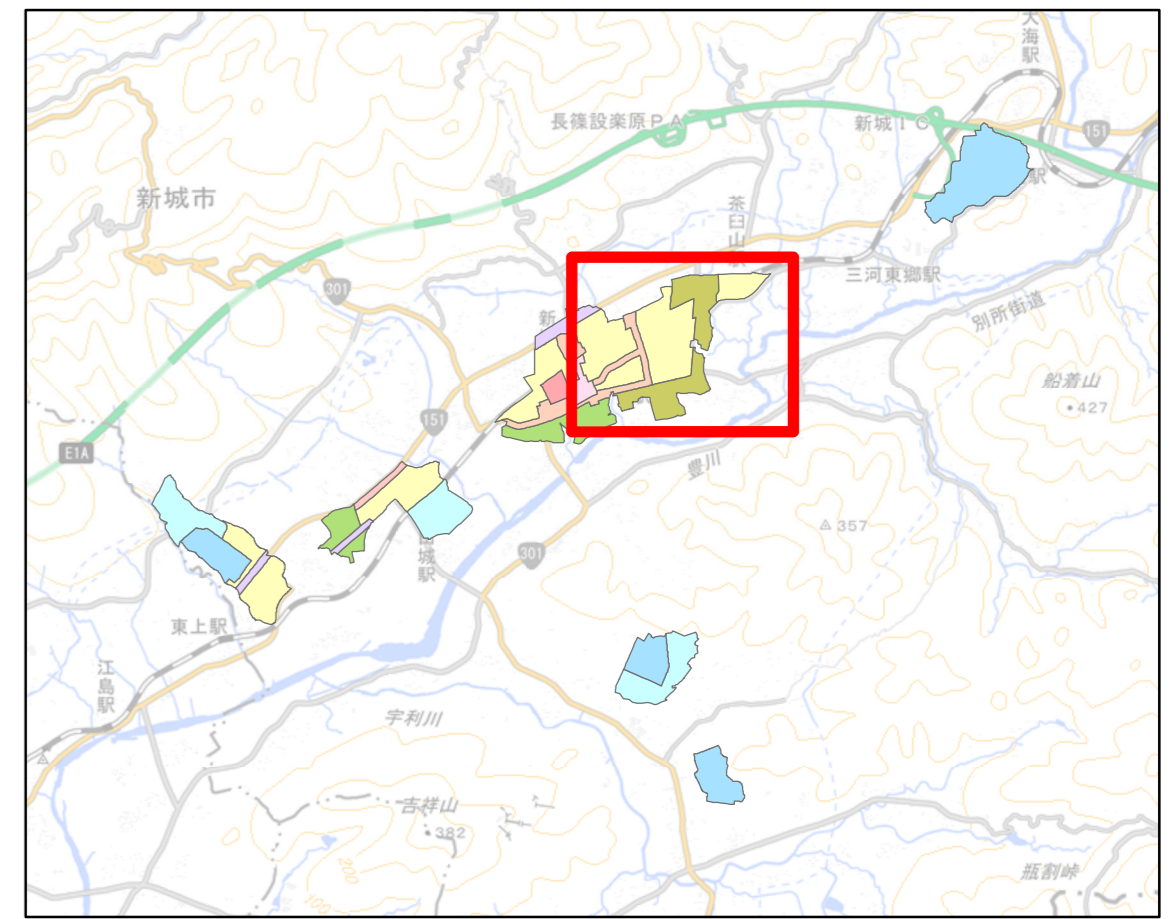 大海駅
長篠設楽原PA
新城IC
151
駅
新城市
茶臼山駅
三河東郷駅
301
別所街道
新
船着山
427
151
E1A
豊川
357
301
城駅
東上駅
江島駅
宇利川
吉祥山
382
200
100
瓶割峠